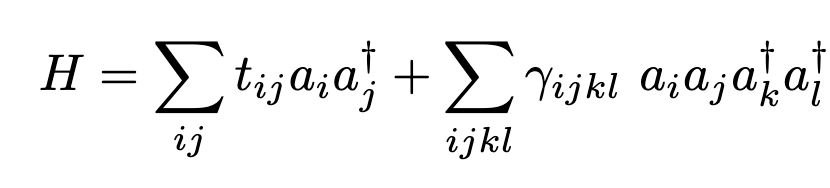 H = \sum_{ij} t_{ij} a_i a_j^\dagger + \sum_{ijkl} \gamma_{ijkl} \ a_i a_j a_k^\dagger a_l^\dagger